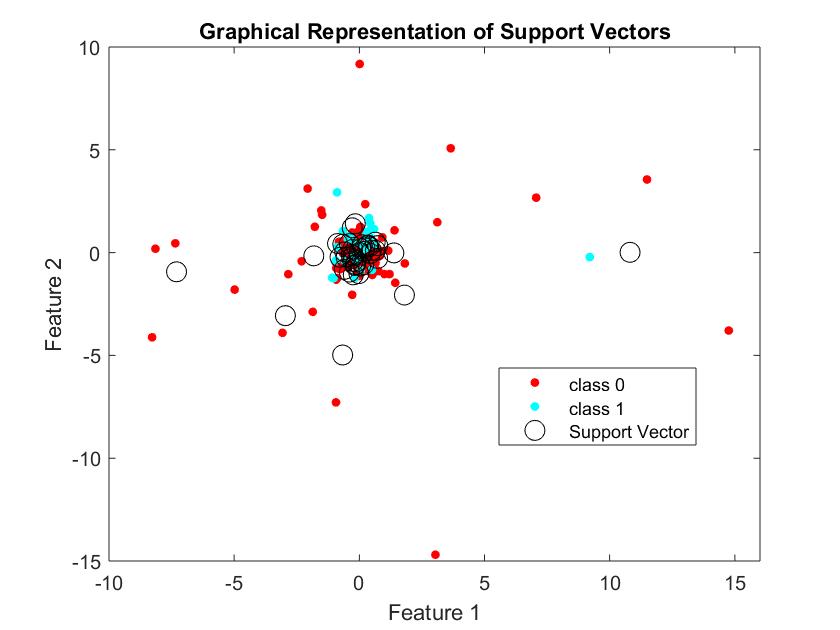 Graphical Representation of Support Vectors
10
5
0
-5
-10
-15
Feature 2
class 0
class 1
Support Vector
-10 -5 0 5 10 15
Feature 1